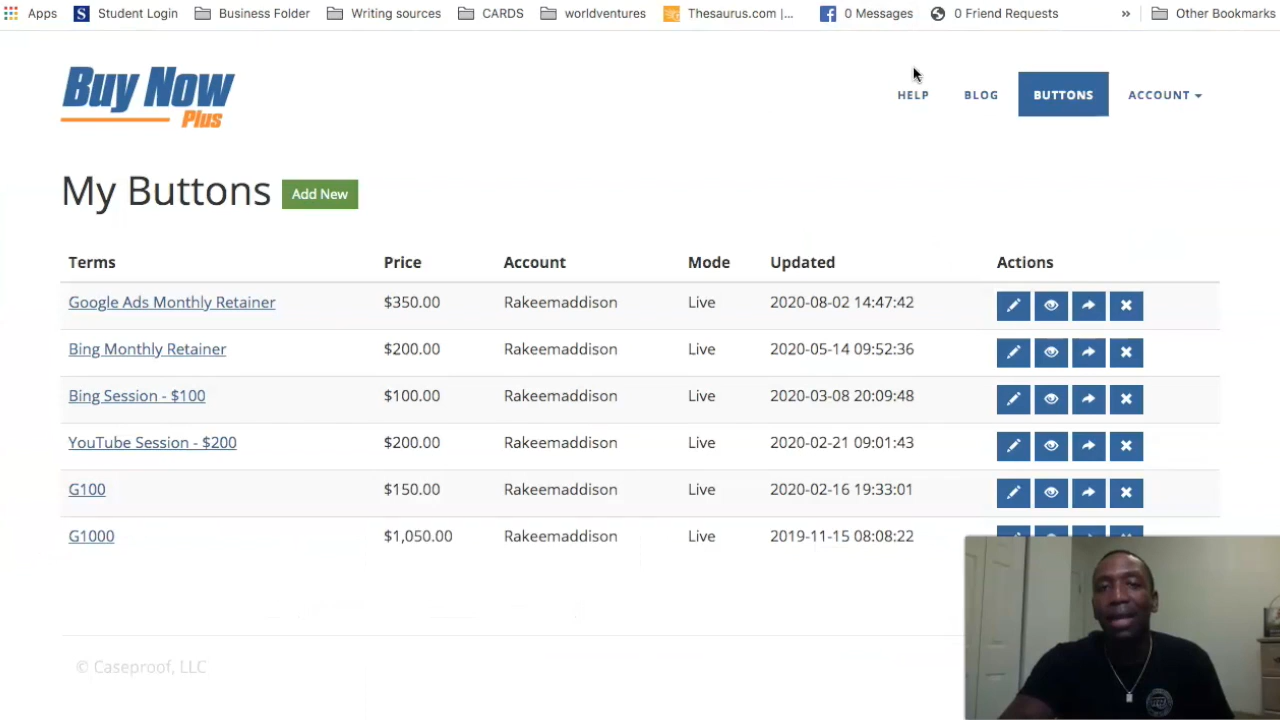 Apps Student Login Business Folder Writing sources CARDS worldventures Thesaurus.com |... 0 Messages 0 Friend Requests » Other Bookmarks
Buy Now
Plus
HELP BLOG BUTTONS ACCOUNT
My Buttons Add New
Terms Price Account Mode Updated Actions
Google Ads Monthly Retainer $350.00 Rakeemaddison Live 2020-08-02 14:47:42
Bing Monthly Retainer $200.00 Rakeemaddison Live 2020-05-14 09:52:36
Bing Session - $100 $100.00 Rakeemaddison Live 2020-03-08 20:09:48
YouTube Session - $200 $200.00 Rakeemaddison Live 2020-02-21 09:01:43
G100 $150.00 Rakeemaddison Live 2020-02-16 19:33:01
G1000 $1,050.00 Rakeemaddison Live 2019-11-15 08:08:22
© Caseproof, LLC